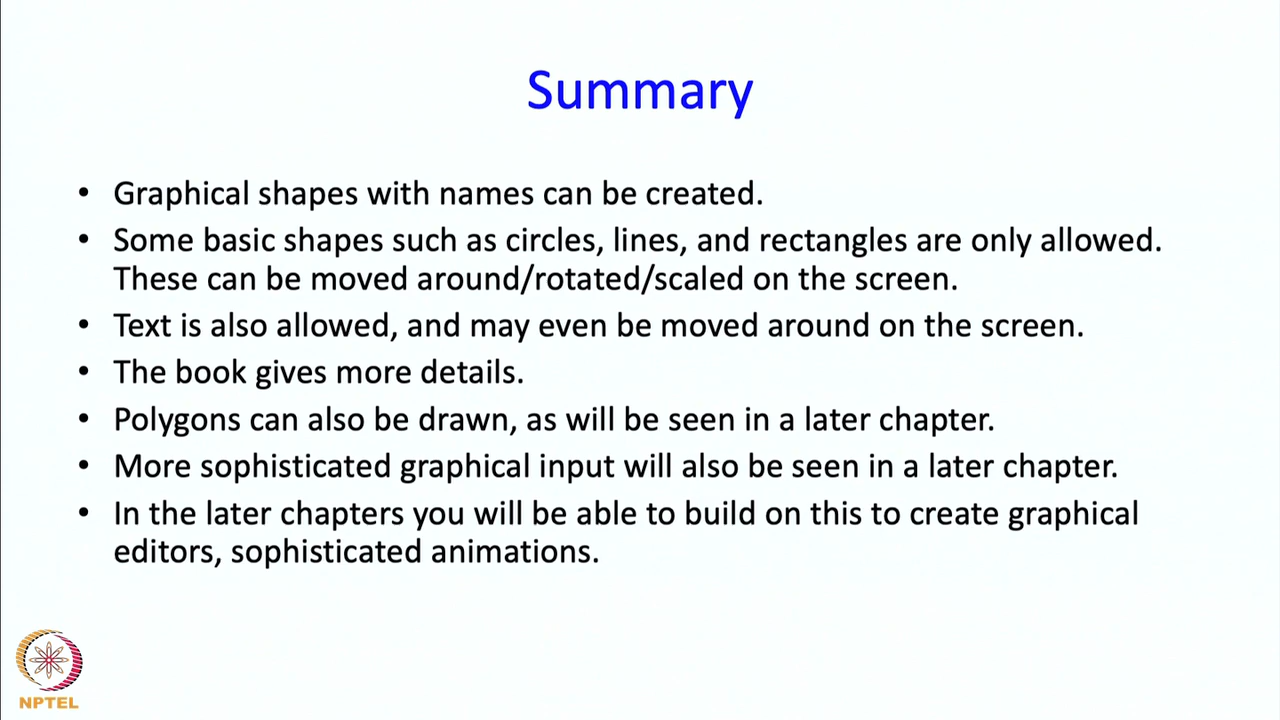 Summary
• Graphical shapes with names can be created.
• Some basic shapes such as circles, lines, and rectangles are only allowed.
These can be moved around/rotated/scaled on the screen.
• Text is also allowed, and may even be moved around on the screen.
• The book gives more details.
• Polygons can also be drawn, as will be seen in a later chapter.
• More sophisticated graphical input will also be seen in a later chapter.
• In the later chapters you will be able to build on this to create graphical
editors, sophisticated animations.
NPTEL